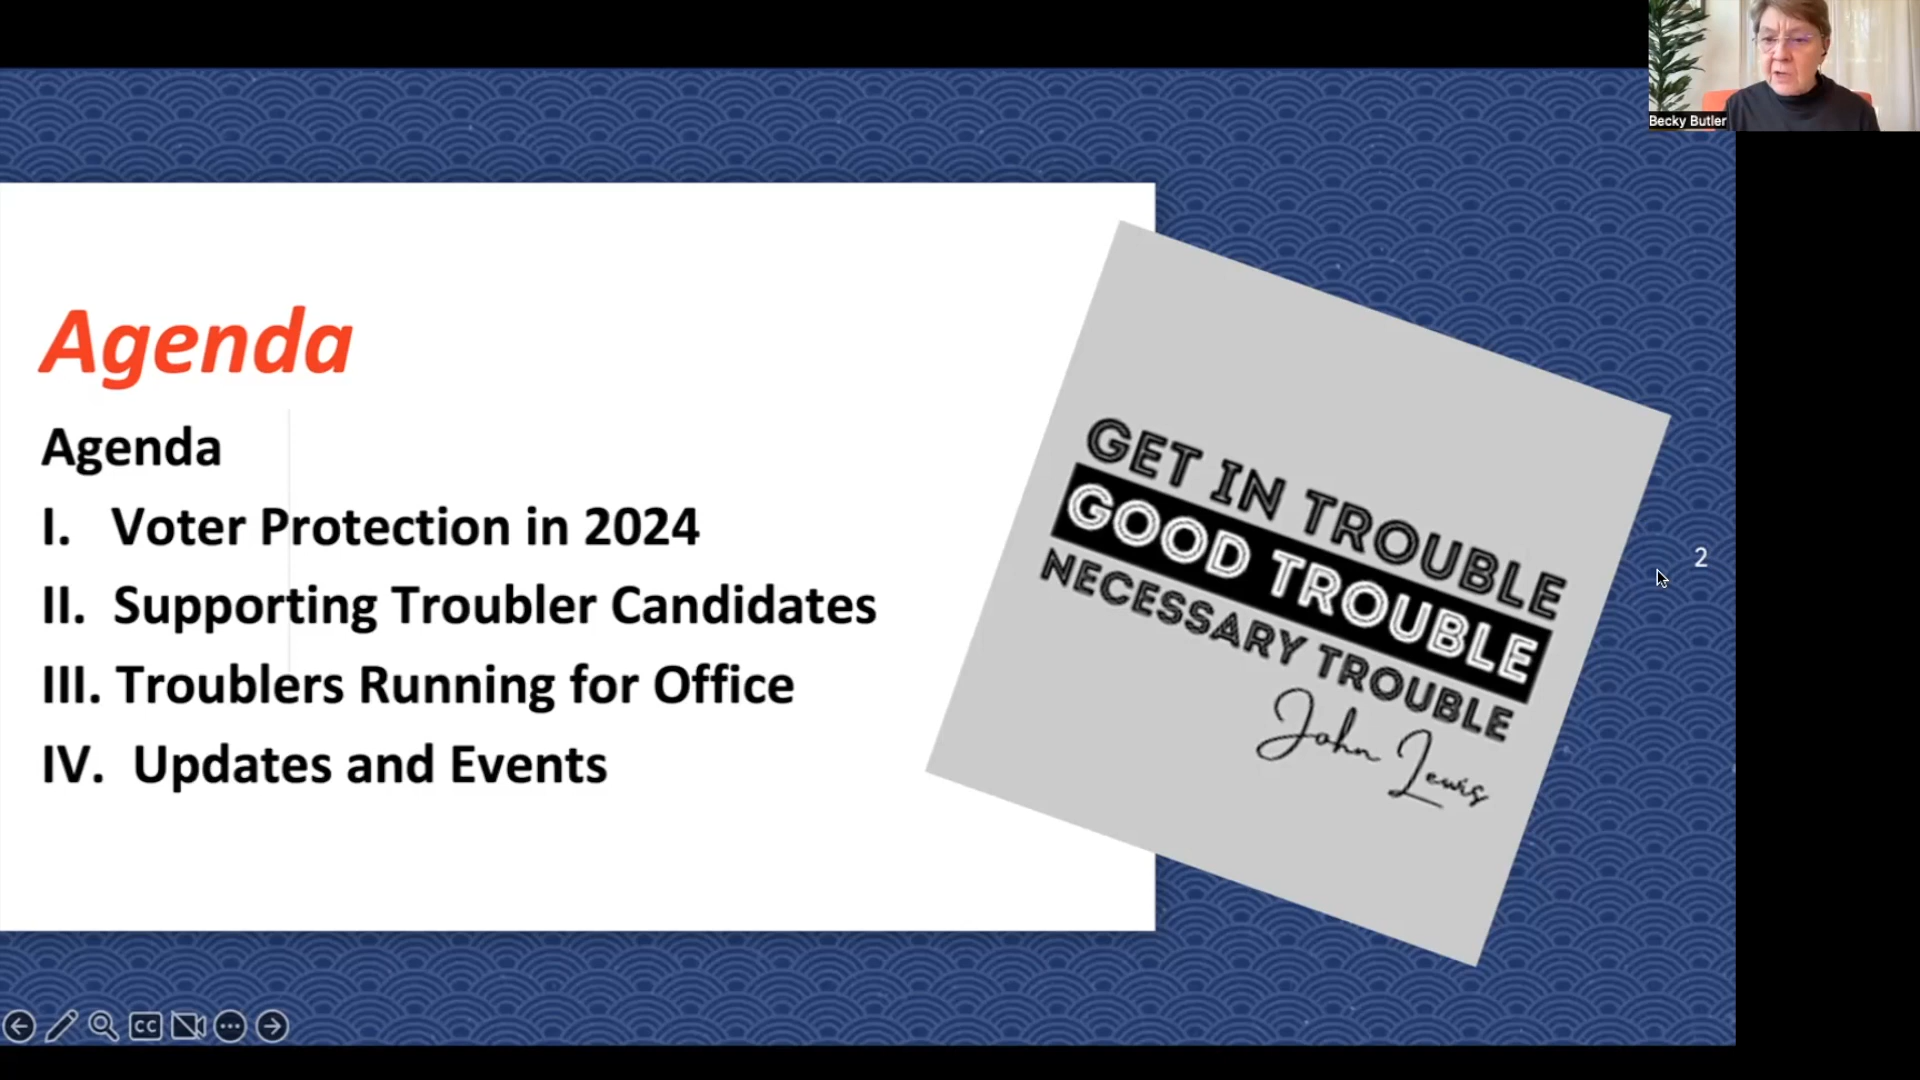 Becky Butler
Agenda
Agenda
I. Voter Protection in 2024
II. Supporting Troubler Candidates
III. Troublers Running for Office
IV. Updates and Events
GET IN TROUBLE
GOOD TROUBLE
NECESSARY TROUBLE
John Lewis
2
CC